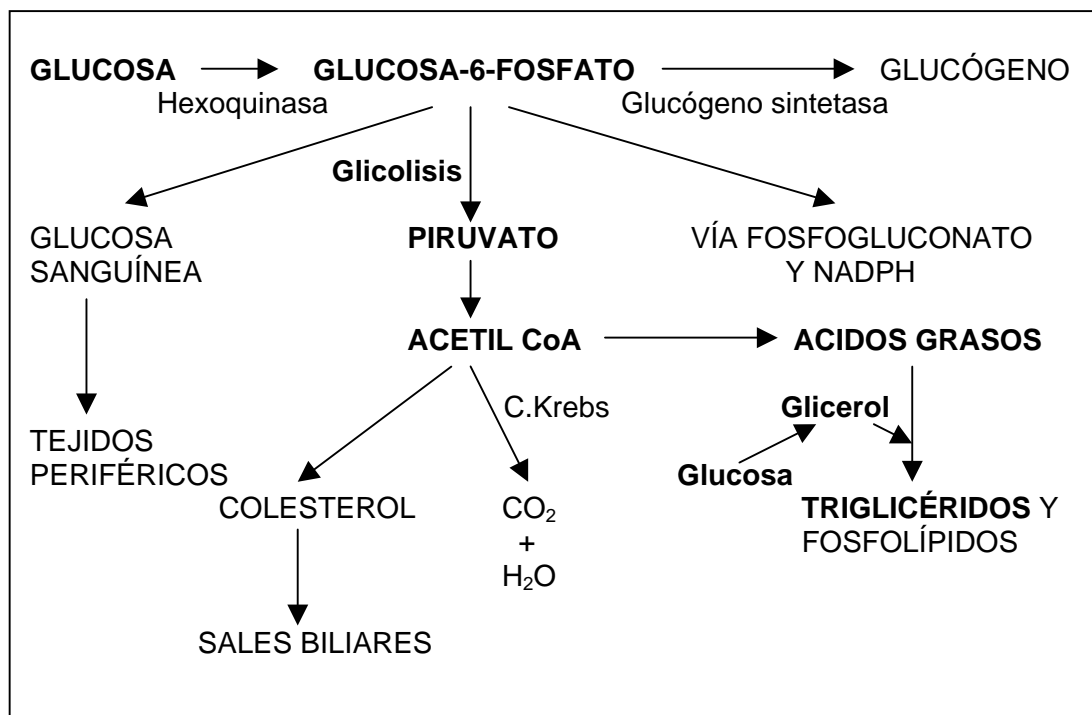 GLUCOSA GLUCOSA-6-FOSFATO GLUCÓGENO
Hexoquinasa Glucógeno sintetasa
Glicolisis
GLUCOSA
SANGUÍNEA
PIRUVATO
VÍA FOSFOGLUCONATO
Y NADPH
ACETIL CoA ACIDOS GRASOS
C.Krebs
Glicerol
Glucosa
TEJIDOS
PERIFÉRICOS
COLESTEROL
CO₂
+
H₂O
TRIGLICÉRIDOS Y
FOSFOLÍPIDOS
SALES BILIARES